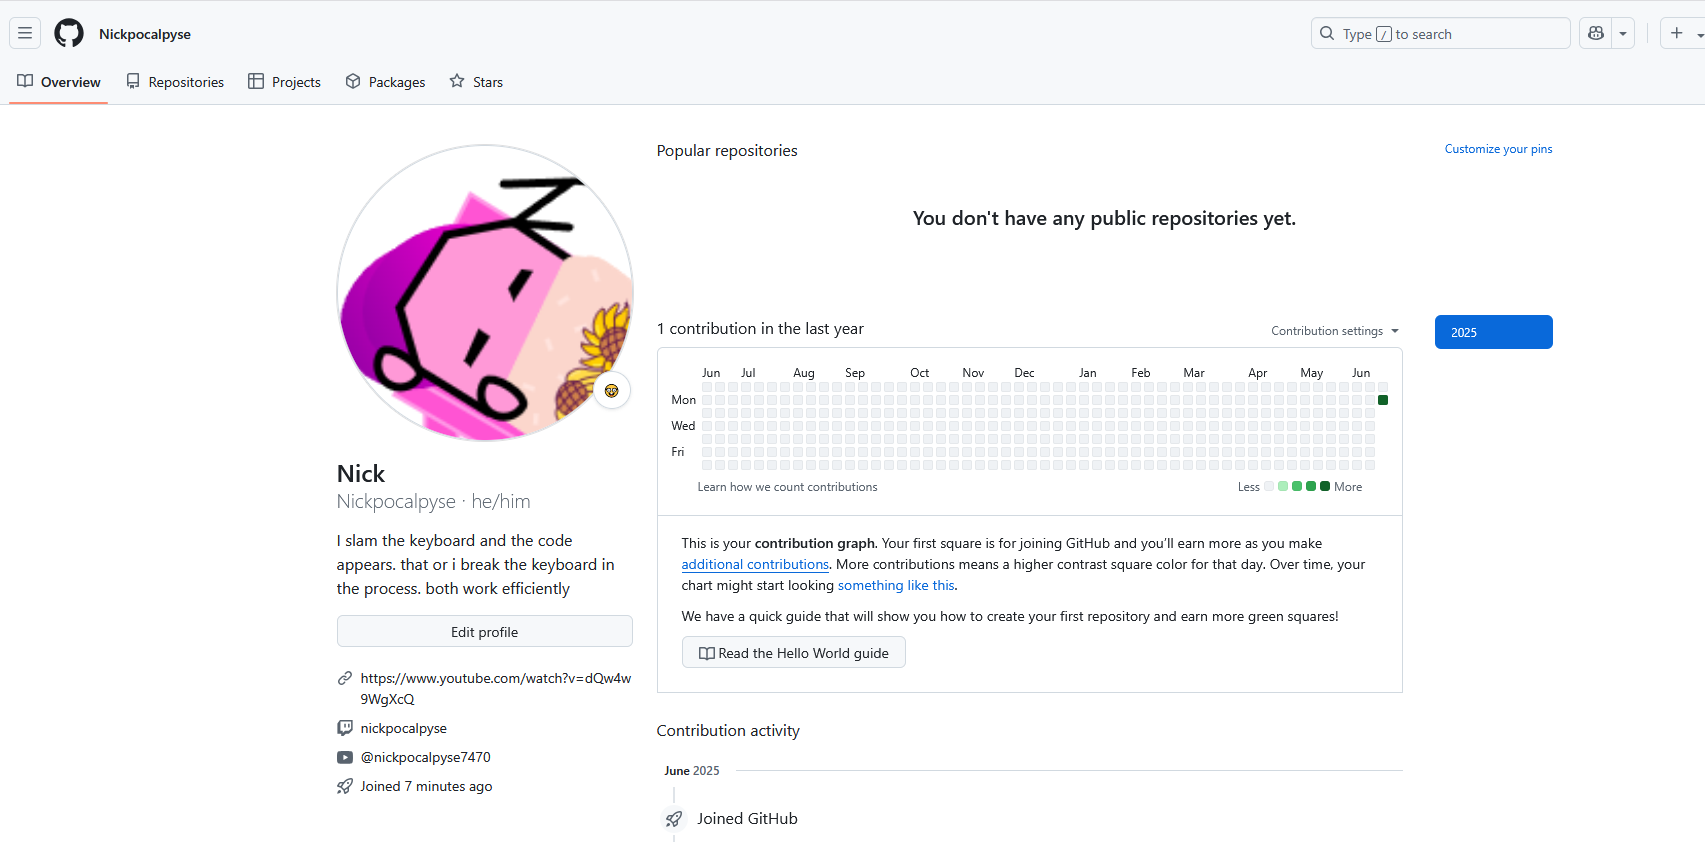 Nickpocalpyse
Type / to search
Overview
Repositories
Projects
Packages
Stars
Popular repositories
Customize your pins
You don't have any public repositories yet.
1 contribution in the last year
Contribution settings
2025
Jun Jul Aug Sep Oct Nov Dec Jan Feb Mar Apr May Jun
Mon
Wed
Fri
Learn how we count contributions
Less
More
This is your contribution graph. Your first square is for joining GitHub and you'll earn more as you make
additional contributions. More contributions means a higher contrast square color for that day. Over time, your
chart might start looking something like this.
We have a quick guide that will show you how to create your first repository and earn more green squares!
Read the Hello World guide
Nick
Nickpocalpyse · he/him
I slam the keyboard and the code
appears. that or i break the keyboard in
the process. both work efficiently
Edit profile
https://www.youtube.com/watch?v=dQw4w
9WgXcQ
nickpocalpyse
@nickpocalpyse7470
Joined 7 minutes ago
Contribution activity
June 2025
Joined GitHub